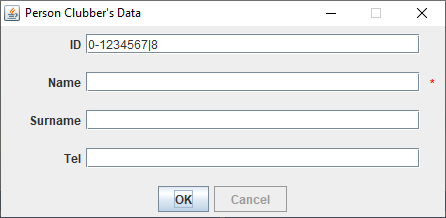 Person Clubber's Data
ID 0-1234567|8
Name *
Surname
Tel
OK Cancel